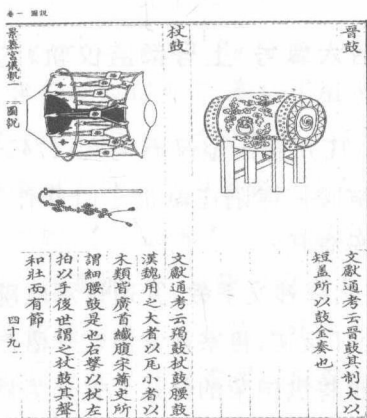 晉鼓
文獻通考云晉鼓其制大以
短蓋所以鼓金奏也
杖鼓
文獻通考云羯鼓杖鼓腰鼓
漢魏用之大者以瓦小者以
木類皆廣首纖腹宋蕭史所
謂細腰鼓是也右擊以杖左
拍以手後世謂之杖鼓其聲
和壯而有節
景慕宮儀軌一 圖說 四十九
卷一 圖說